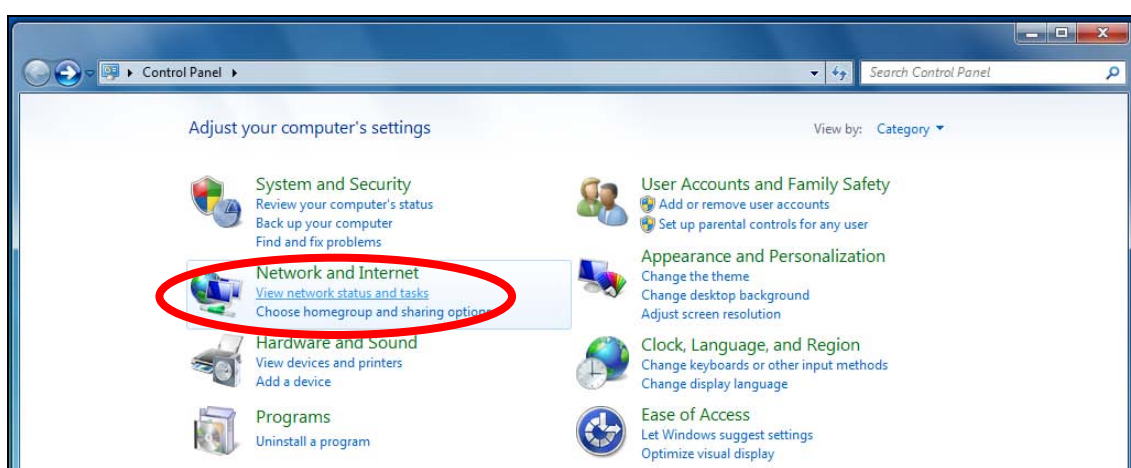 Control Panel
Search Control Panel
Adjust your computer's settings
View by: Category
System and Security
Review your computer's status
Back up your computer
Find and fix problems
Network and Internet
View network status and tasks
Choose homegroup and sharing options
Hardware and Sound
View devices and printers
Add a device
Programs
Uninstall a program
User Accounts and Family Safety
Add or remove user accounts
Set up parental controls for any user
Appearance and Personalization
Change the theme
Change desktop background
Adjust screen resolution
Clock, Language, and Region
Change keyboards or other input methods
Change display language
Ease of Access
Let Windows suggest settings
Optimize visual display